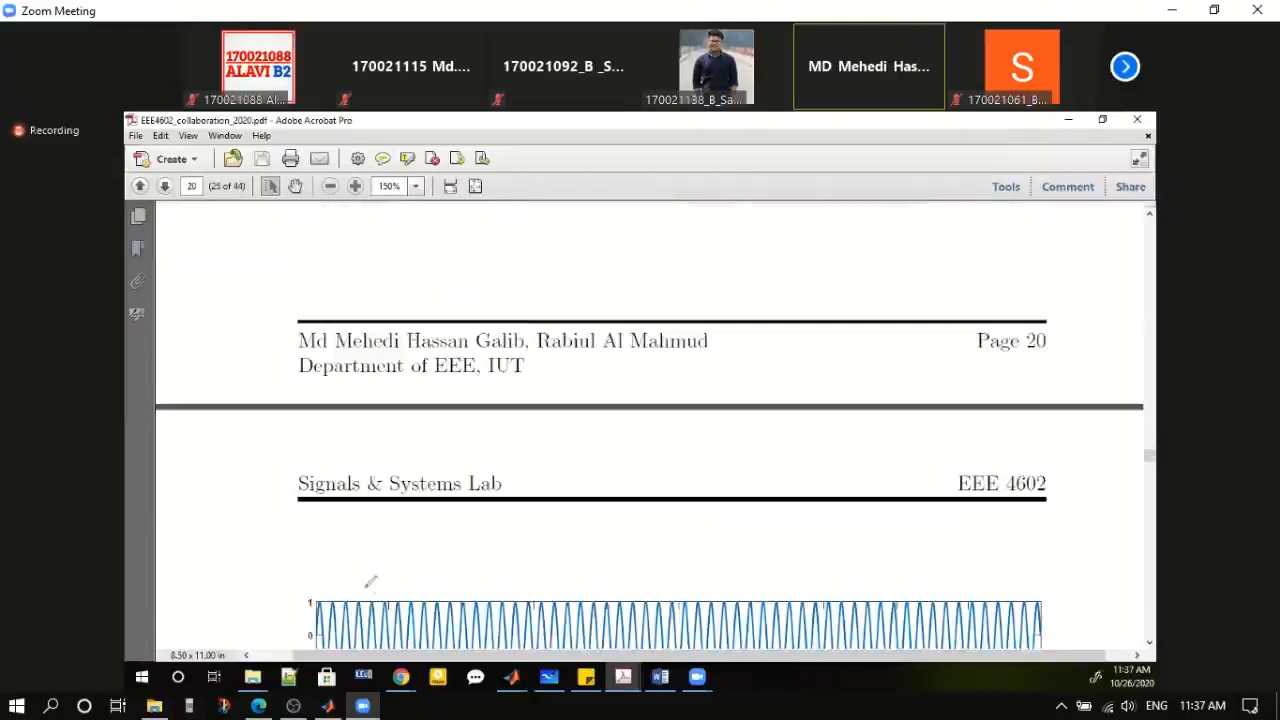 Zoom Meeting
170021088
ALAVI B2
170021088 Al...
170021115 Md....
170021092_B _S...
170021138_B_Sa...
MD Mehedi Has...
S
170021061_B...
Recording
EEE4602_collaboration_2020.pdf - Adobe Acrobat Pro
File Edit View Window Help
Create
20 (25 of 44) 150% Tools Comment Share
Md Mehedi Hassan Galib, Rabiul Al Mahmud Page 20
Department of EEE, IUT
Signals & Systems Lab EEE 4602
1
0
8.50 x 11.00 in
11:37 AM
10/26/2020
ENG 11:37 AM